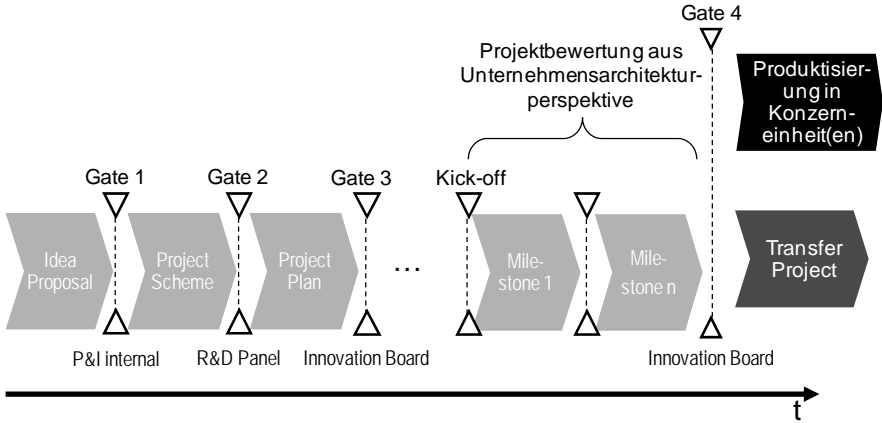 Gate 4
Projektbewertung aus
Unternehmensarchitektur-
perspektive
Produktisier-
ung in
Konzern-
einheit(en)
Gate 1
Gate 2
Gate 3
Kick-off
Idea
Proposal
Project
Scheme
Project
Plan
...
Mile-
stone 1
Mile-
stone n
Transfer
Project
P&I internal
R&D Panel
Innovation Board
Innovation Board
t